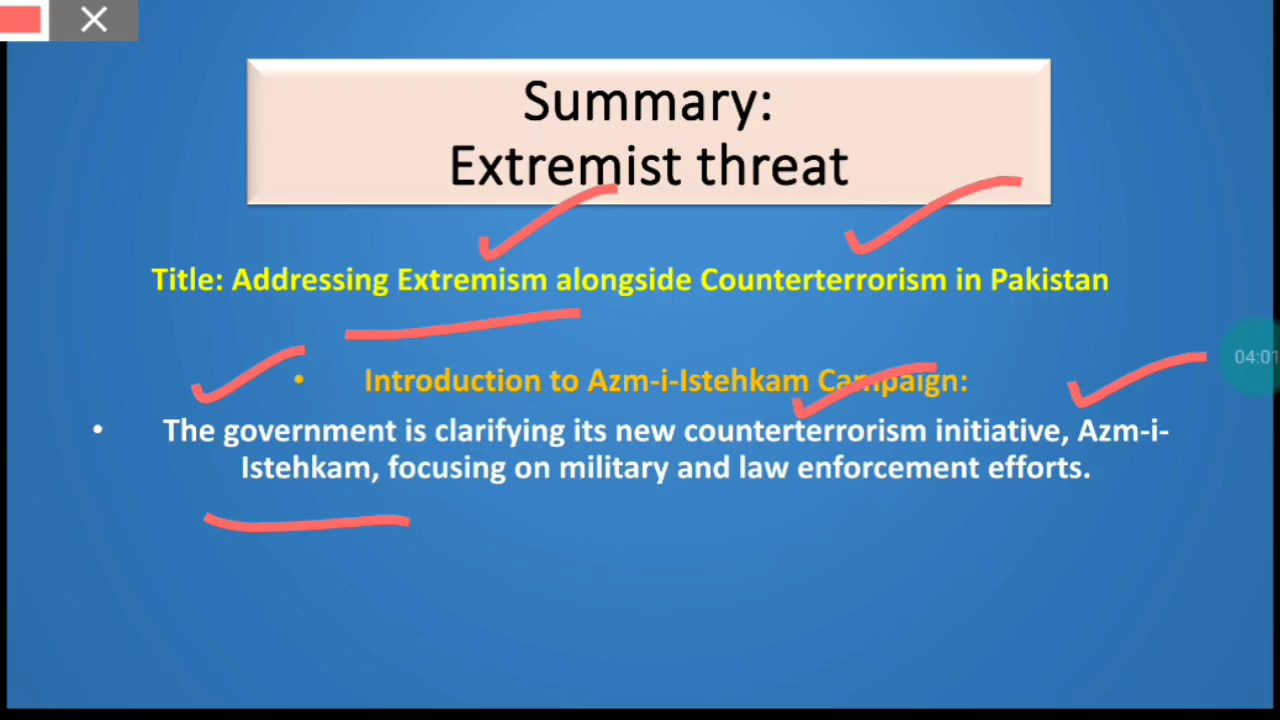 Summary:
Extremist threat
Title: Addressing Extremism alongside Counterterrorism in Pakistan
• Introduction to Azm-i-Istehkam Campaign:
• The government is clarifying its new counterterrorism initiative, Azm-i-
Istehkam, focusing on military and law enforcement efforts.
04:01